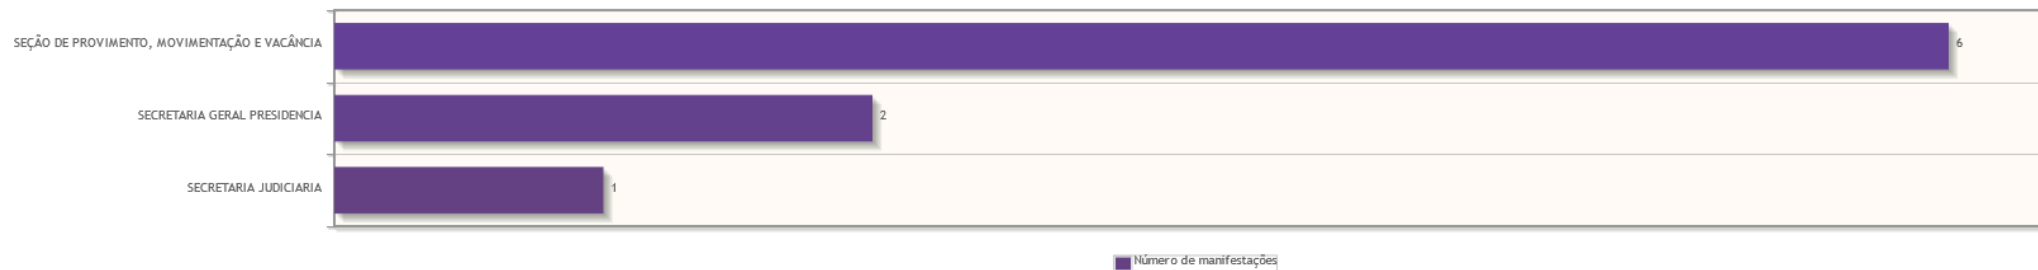 SEÇÃO DE PROVIMENTO, MOVIMENTAÇÃO E VACÂNCIA
6
SECRETARIA GERAL PRESIDENCIA
2
SECRETARIA JUDICIARIA
1
Número de manifestações